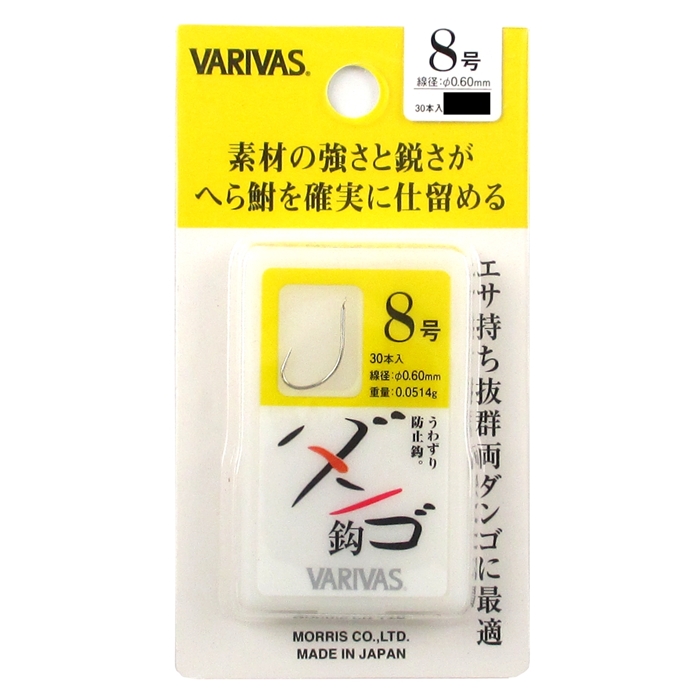 VARIVAS®
8号
線径:φ0.60mm
30本入
素材の強さと鋭さが
へら鮒を確実に仕留める
エサ持ち抜群両ダンゴに最適
8号
30本入
線径:φ0.60mm
重量:0.0514g
うわずり
防止鈎。
ダンゴ
鈎
VARIVAS®
MORRIS CO.,LTD.
MADE IN JAPAN